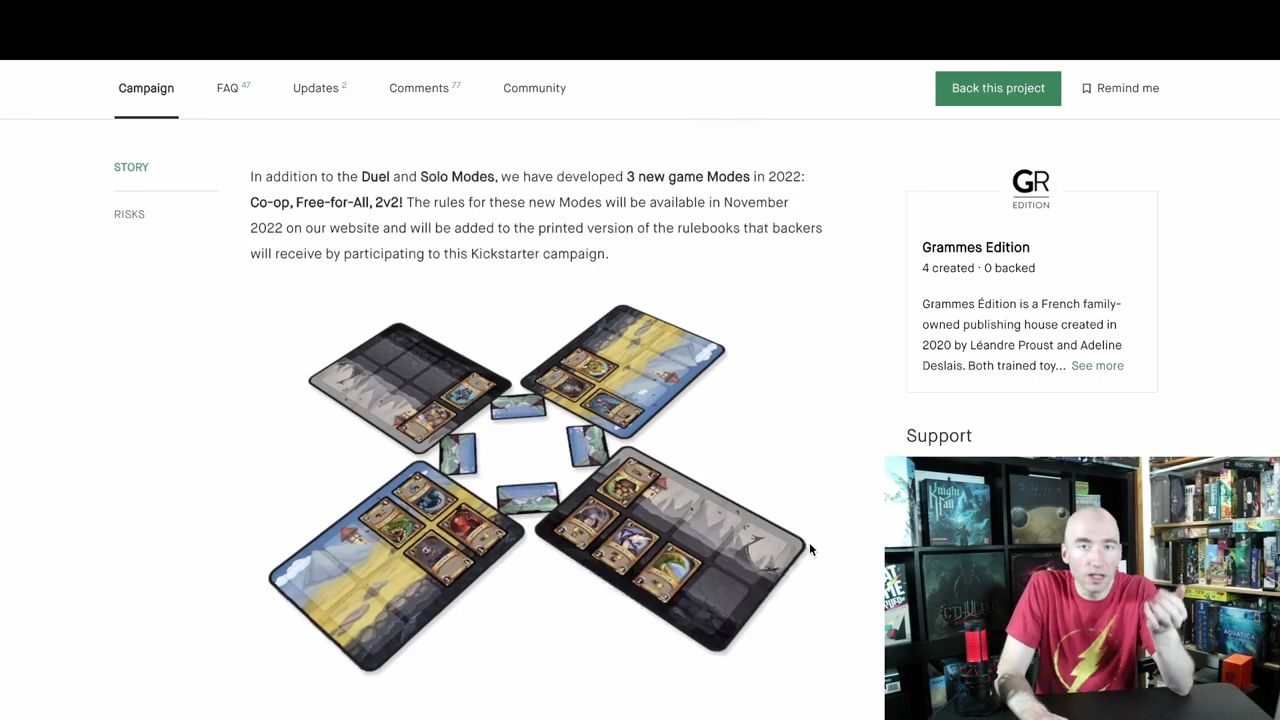 Campaign
FAQ 47
Updates 2
Comments 77
Community
Back this project
Remind me
STORY
RISKS
In addition to the Duel and Solo Modes, we have developed 3 new game Modes in 2022:
Co-op, Free-for-All, 2v2! The rules for these new Modes will be available in November
2022 on our website and will be added to the printed version of the rulebooks that backers
will receive by participating to this Kickstarter campaign.
GR
EDITION
Grammes Edition
4 created · 0 backed
Grammes Édition is a French family-
owned publishing house created in
2020 by Léandre Proust and Adeline
Deslais. Both trained toy... See more
Support
Knight
Fall
CTHULHU
AQUATICA